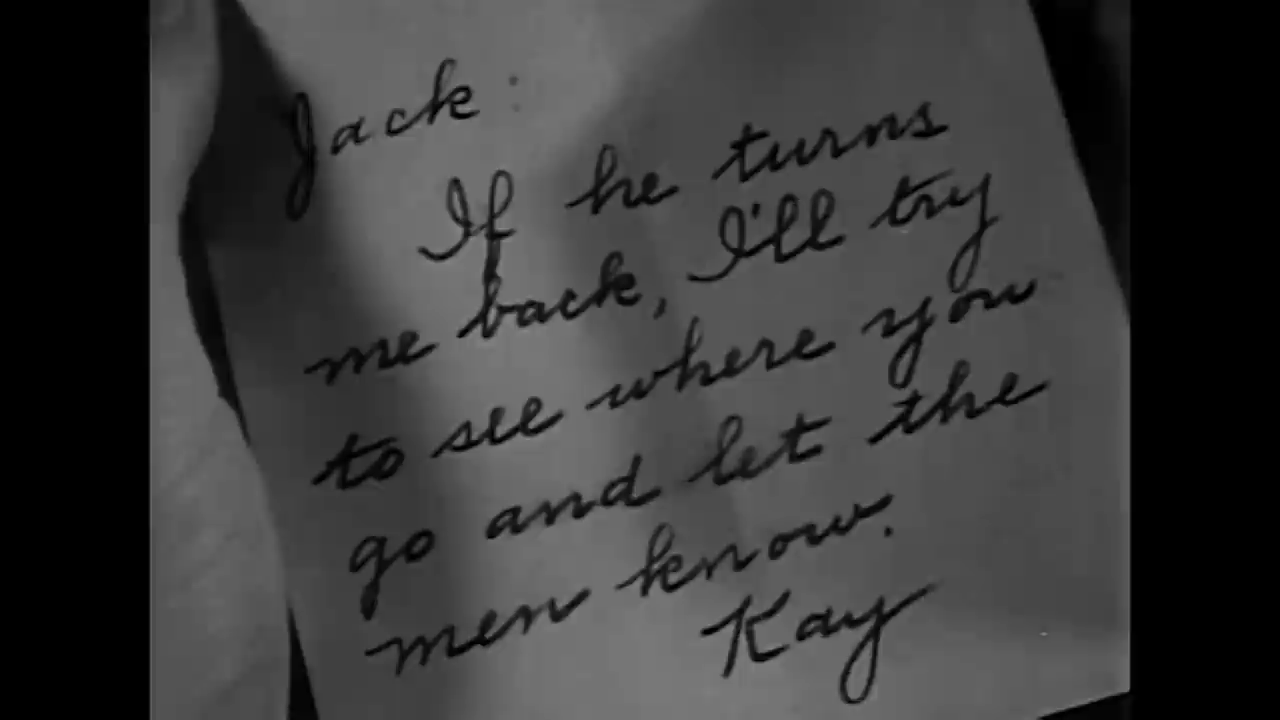 Jack:
If he turns
me back, I'll try
to see where you
go and let the
men know.
Kay